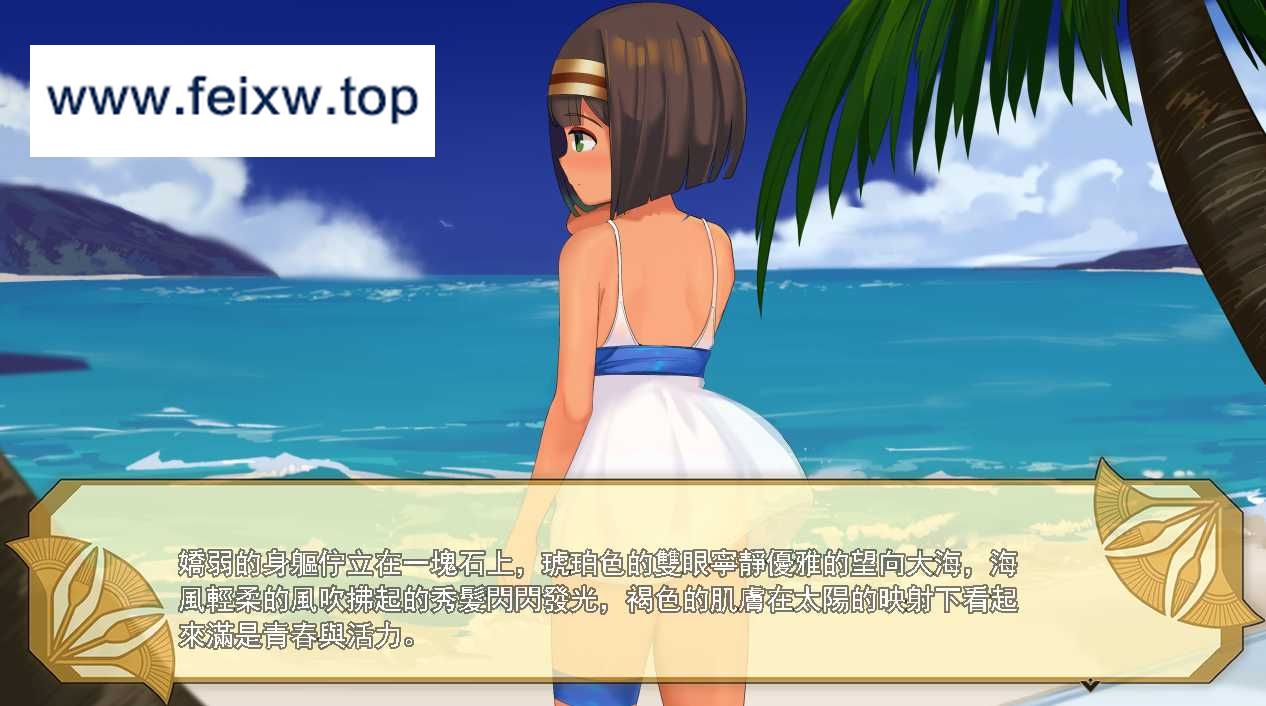 www.feixw.top
嬌弱的身軀佇立在一塊石上，琥珀色的雙眼寧靜優雅的望向大海，海
風輕柔的風吹拂起的秀髮閃閃發光，褐色的肌膚在太陽的映射下看起
來滿是青春與活力。